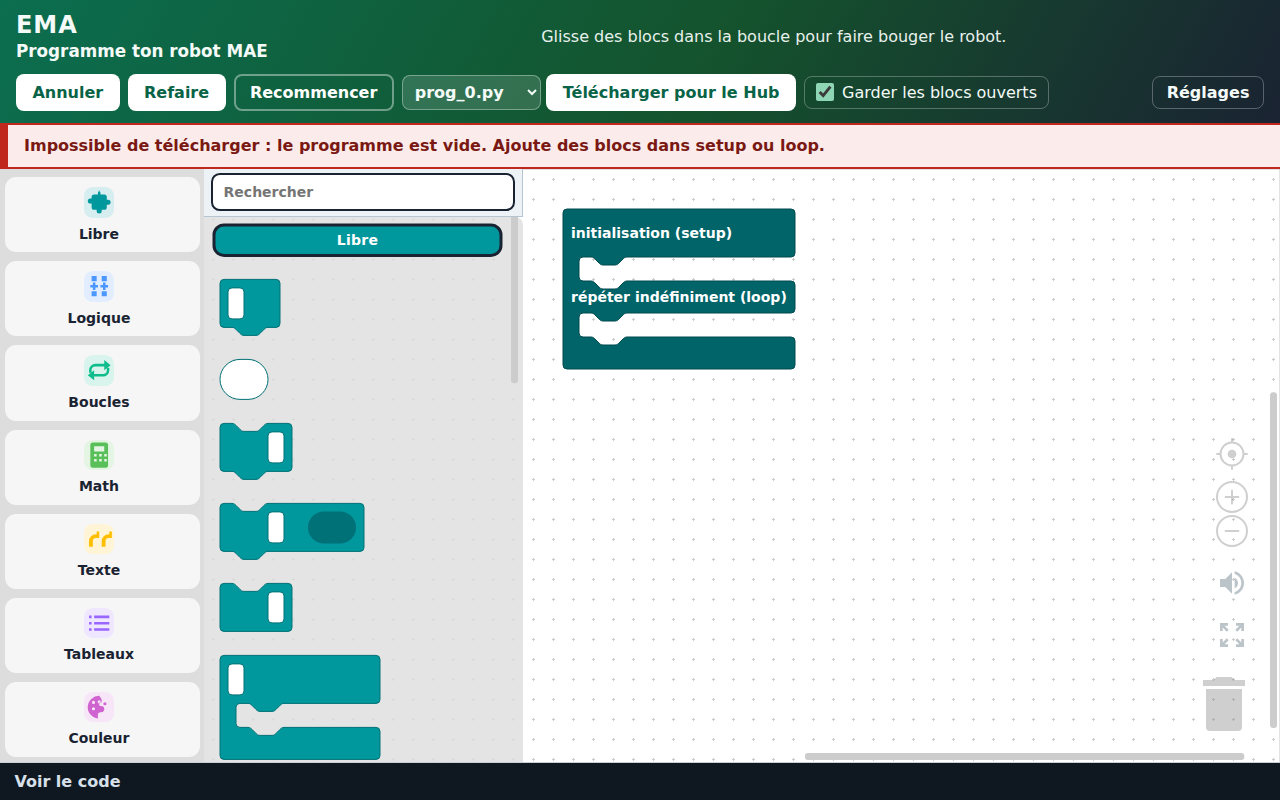 EMA
Programme ton robot MAE
Glisse des blocs dans la boucle pour faire bouger le robot.
Annuler
Refaire
Recommencer
prog_0.py
Télécharger pour le Hub
Garder les blocs ouverts
Réglages
Impossible de télécharger : le programme est vide. Ajoute des blocs dans setup ou loop.
Libre
Logique
Boucles
Math
Texte
Tableaux
Couleur
Rechercher
Libre
initialisation (setup)
répéter indéfiniment (loop)
Voir le code